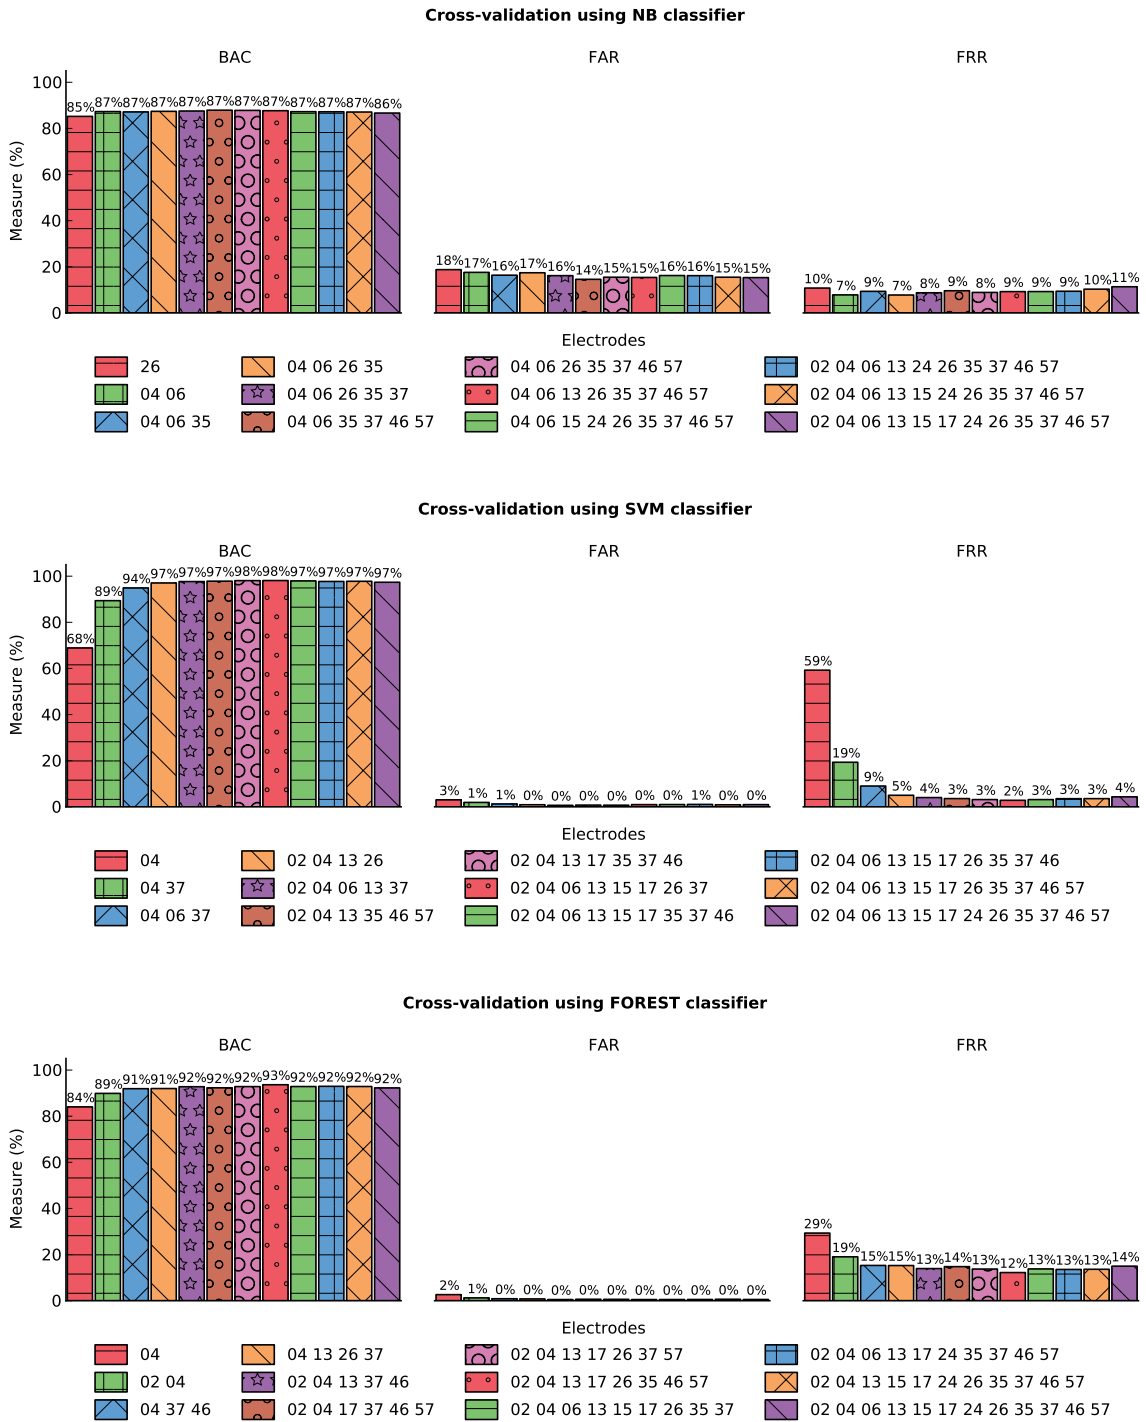 Cross-validation using NB classifier
BAC FAR FRR
Measure (%)
100
80
60
40
20
0
85% 87% 87% 87% 87% 87% 87% 87% 87% 87% 87% 86%
18% 17% 16% 17% 16% 14% 15% 15% 16% 16% 15% 15%
10% 7% 9% 7% 8% 9% 8% 9% 9% 9% 10% 11%
Electrodes
26
04 06
04 06 35
04 06 26 35
04 06 26 35 37
04 06 35 37 46 57
04 06 26 35 37 46 57
04 06 13 26 35 37 46 57
04 06 15 24 26 35 37 46 57
02 04 06 13 24 26 35 37 46 57
02 04 06 13 15 24 26 35 37 46 57
02 04 06 13 15 17 24 26 35 37 46 57
Cross-validation using SVM classifier
BAC FAR FRR
Measure (%)
100
80
60
40
20
0
68% 89% 94% 97% 97% 97% 98% 98% 97% 97% 97% 97%
3% 1% 1% 0% 0% 0% 0% 0% 0% 1% 0% 0%
59% 19% 9% 5% 4% 3% 3% 2% 3% 3% 3% 4%
Electrodes
04
04 37
04 06 37
02 04 13 26
02 04 06 13 37
02 04 13 35 46 57
02 04 13 17 35 37 46
02 04 06 13 15 17 26 37
02 04 06 13 15 17 35 37 46
02 04 06 13 15 17 26 35 37 46
02 04 06 13 15 17 26 35 37 46 57
02 04 06 13 15 17 24 26 35 37 46 57
Cross-validation using FOREST classifier
BAC FAR FRR
Measure (%)
100
80
60
40
20
0
84% 89% 91% 91% 92% 92% 92% 93% 92% 92% 92% 92%
2% 1% 0% 0% 0% 0% 0% 0% 0% 0% 0% 0%
29% 19% 15% 15% 13% 14% 13% 12% 13% 13% 13% 14%
Electrodes
04
02 04
04 37 46
04 13 26 37
02 04 13 37 46
02 04 17 37 46 57
02 04 13 17 26 37 57
02 04 13 17 26 35 46 57
02 04 06 13 15 17 26 35 37
02 04 06 13 17 24 35 37 46 57
02 04 13 15 17 24 26 35 37 46 57
02 04 06 13 15 17 24 26 35 37 46 57